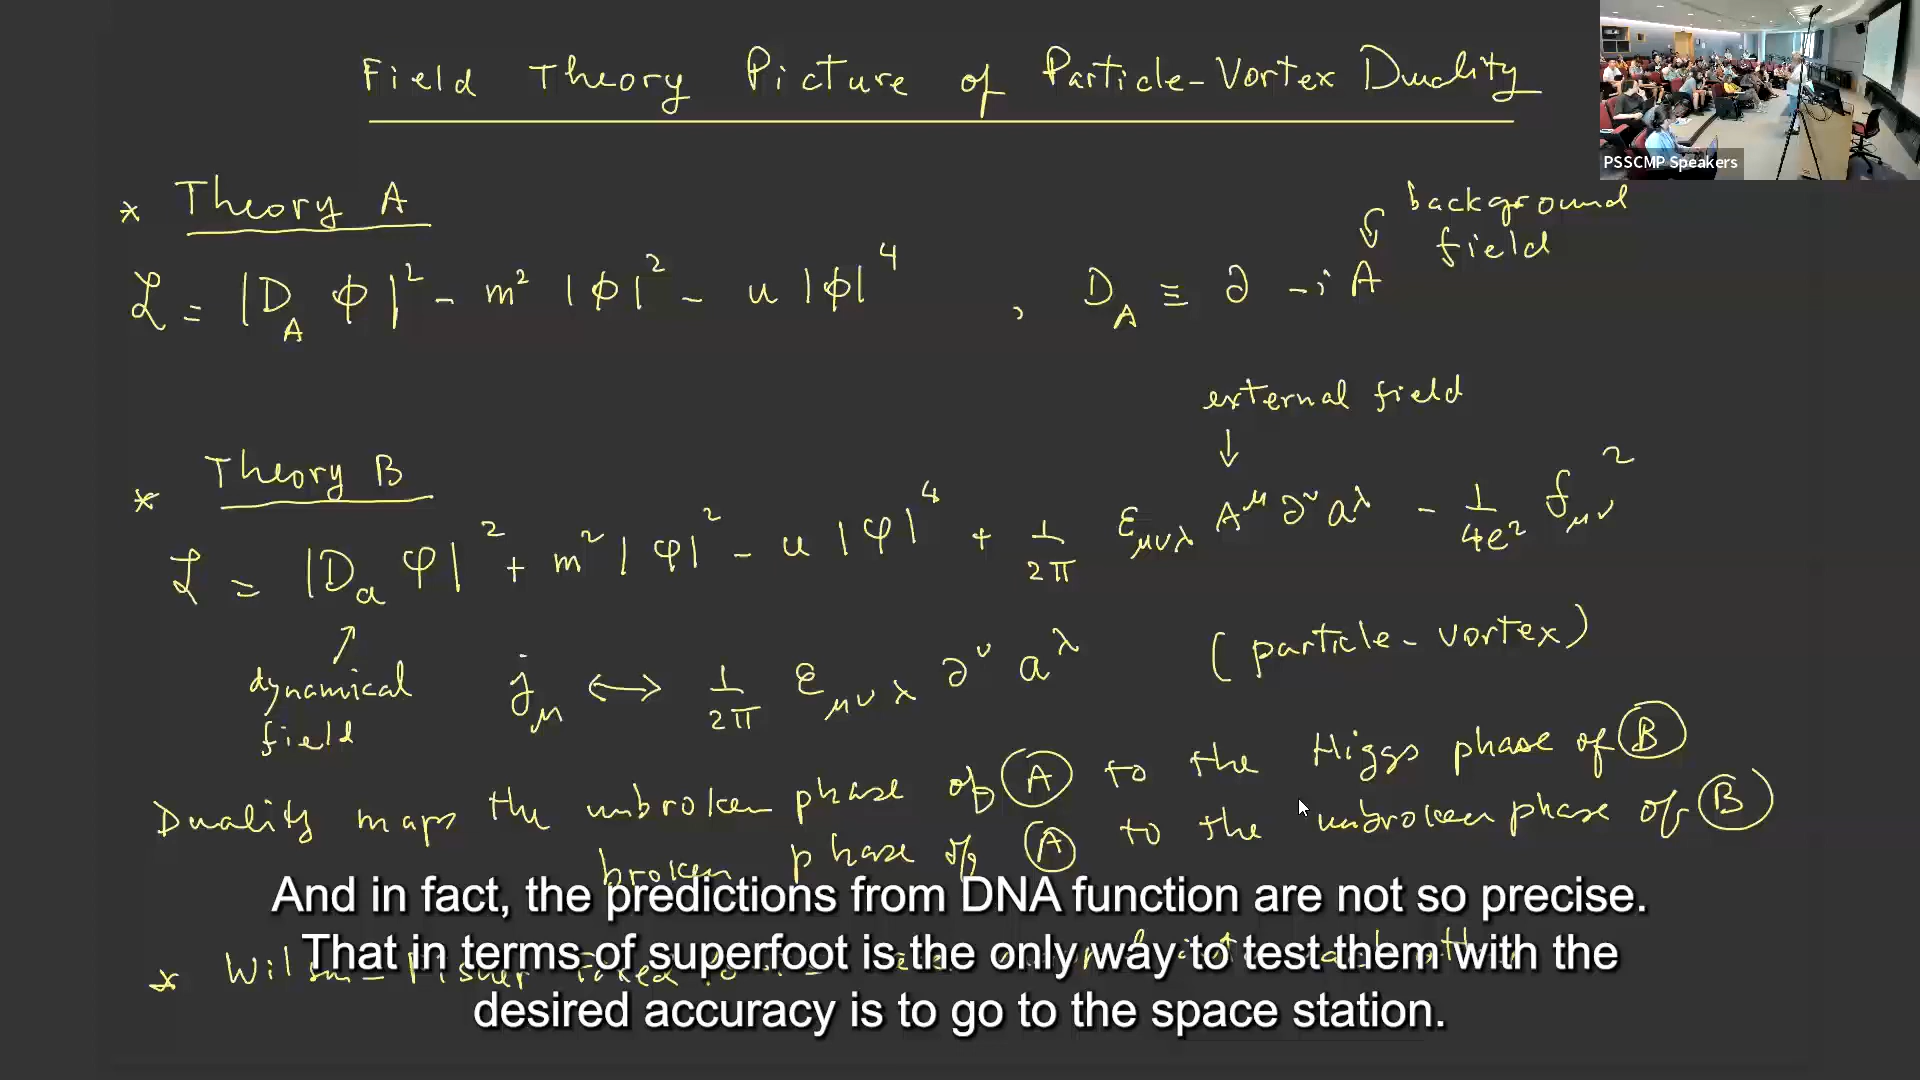 Field Theory Picture of Particle-Vortex Duality
PSSCMP Speakers
* Theory A
background field
ℒ = |D_A ϕ|² - m² |ϕ|² - u |ϕ|⁴ , D_A ≡ ∂ - i A
external field
* Theory B
ℒ = |D_a φ|² + m² |φ|² - u |φ|⁴ + 1/2π ε_μνλ A^μ ∂^ν a^λ - 1/4e² f_μν²
dynamical field
j_μ ⟷ 1/2π ε_μνλ ∂^ν a^λ (particle-vortex)
Duality maps the unbroken phase of Ⓐ to the Higgs phase of Ⓑ
broken phase of Ⓐ to the unbroken phase of Ⓑ
* Wilson-Fisher fixed
And in fact, the predictions from DNA function are not so precise.
That in terms of superfoot is the only way to test them with the
desired accuracy is to go to the space station.